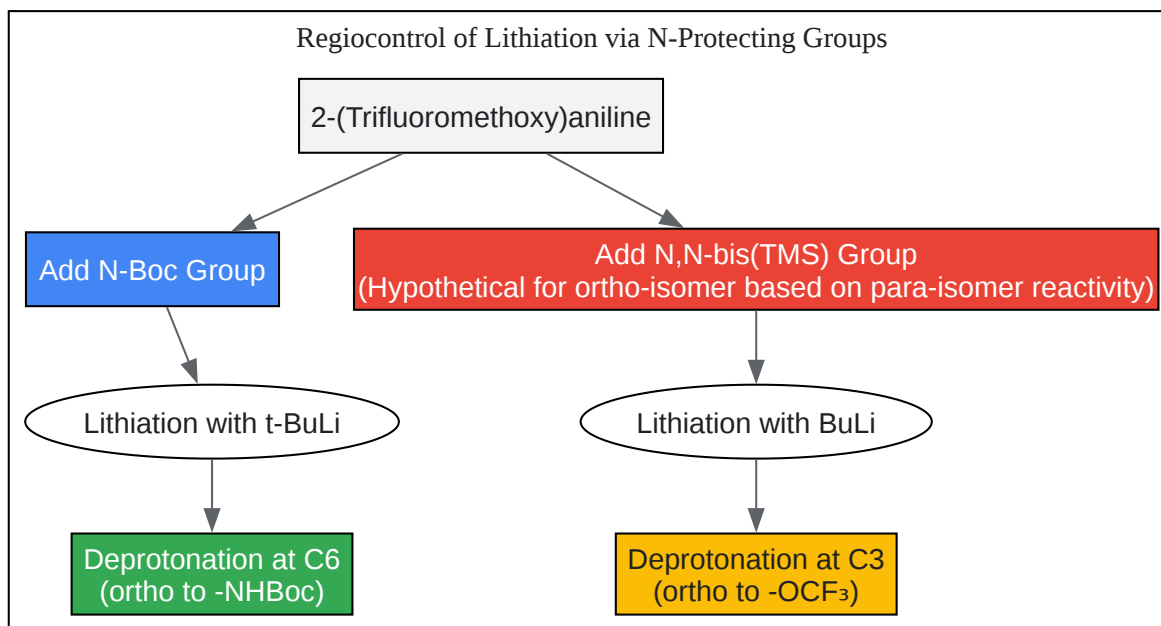 Regiocontrol of Lithiation via N-Protecting Groups
2-(Trifluoromethoxy)aniline
Add N-Boc Group
Add N,N-bis(TMS) Group
(Hypothetical for ortho-isomer based on para-isomer reactivity)
Lithiation with t-BuLi
Lithiation with BuLi
Deprotonation at C6
(ortho to -NHBoc)
Deprotonation at C3
(ortho to -OCF₃)